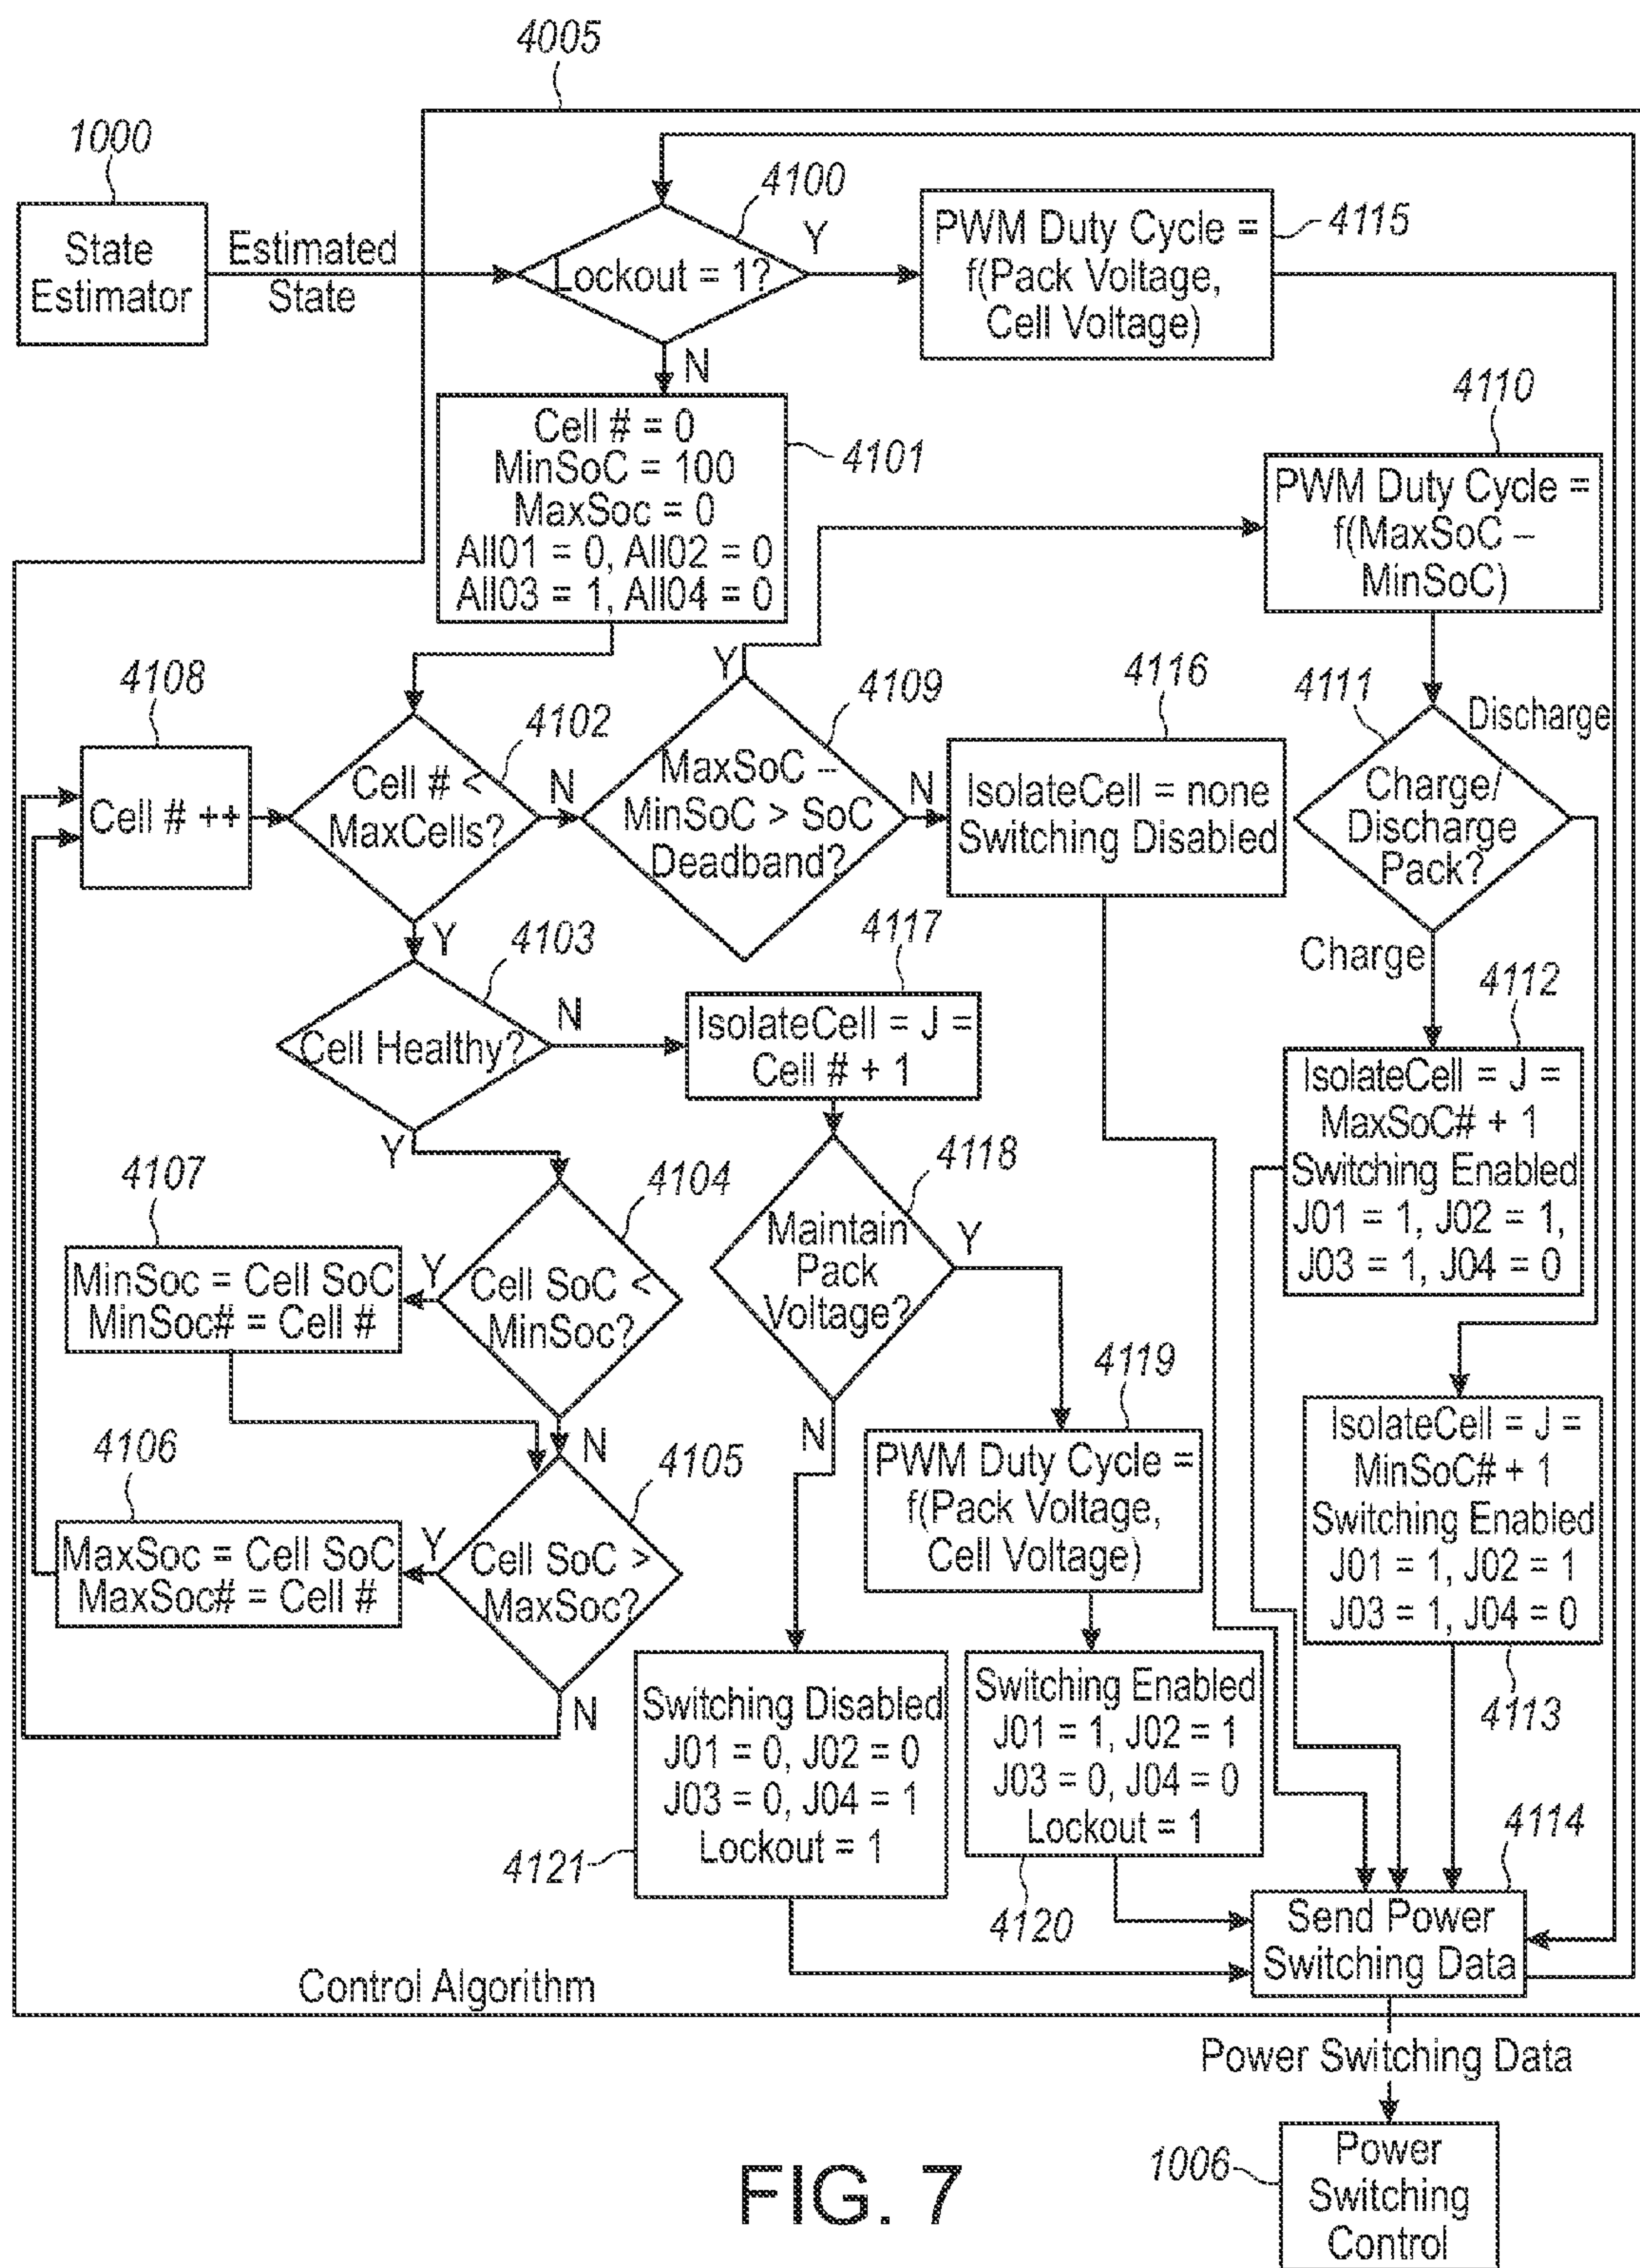 4005
1000
State
Estimator
Estimated
State
4100
Lockout = 1?
Y
N
PWM Duty Cycle =
f(Pack Voltage,
Cell Voltage)
4115
Cell # = 0
MinSoC = 100
MaxSoc = 0
All01 = 0, All02 = 0
All03 = 1, All04 = 0
4101
4110
PWM Duty Cycle =
f(MaxSoC –
MinSoC)
4108
Cell # ++
4102
Cell # <
MaxCells?
N
Y
Y
4109
MaxSoC –
MinSoC > SoC
Deadband?
N
4116
IsolateCell = none
Switching Disabled
4111
Discharge
Charge/
Discharge
Pack?
Charge
4103
Cell Healthy?
N
Y
4117
IsolateCell = J =
Cell # + 1
4112
IsolateCell = J =
MaxSoC# + 1
Switching Enabled
J01 = 1, J02 = 1,
J03 = 1, J04 = 0
4107
MinSoc = Cell SoC
MinSoc# = Cell #
4104
Y
Cell SoC <
MinSoc?
N
4118
Maintain
Pack
Voltage?
Y
N
4119
PWM Duty Cycle =
f(Pack Voltage,
Cell Voltage)
IsolateCell = J =
MinSoC# + 1
Switching Enabled
J01 = 1, J02 = 1
J03 = 1, J04 = 0
4113
4106
MaxSoc = Cell SoC
MaxSoc# = Cell #
4105
Y
Cell SoC >
MaxSoc?
N
Switching Disabled
J01 = 0, J02 = 0
J03 = 0, J04 = 1
Lockout = 1
4121
Switching Enabled
J01 = 1, J02 = 1
J03 = 0, J04 = 0
Lockout = 1
4120
4114
Send Power
Switching Data
Control Algorithm
Power Switching Data
1006
Power
Switching
Control
FIG. 7